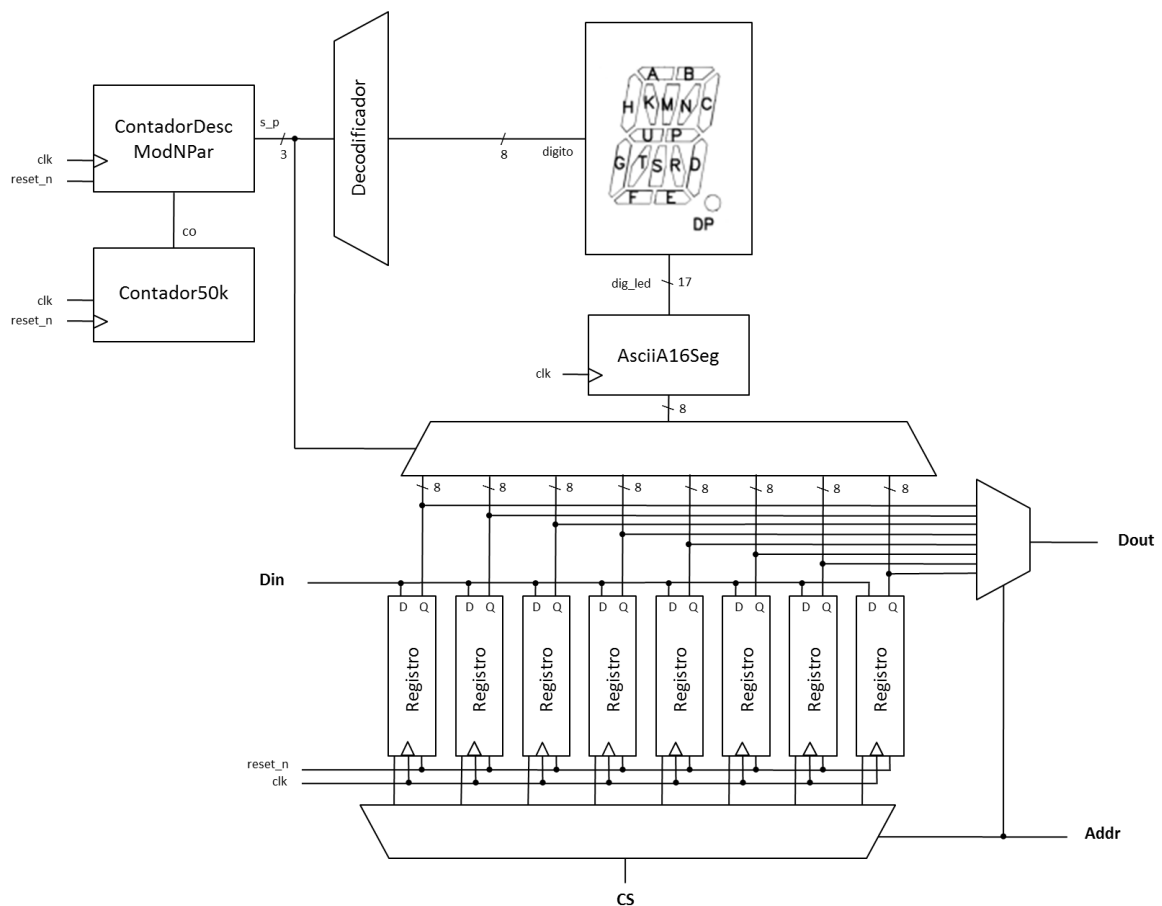 ContadorDesc
ModNPar
clk
reset_n
s_p
3
co
Contador50k
clk
reset_n
Decodificador
8
digito
A B
H K M N C
U P
G T S R D
F E
DP
dig_led
17
AsciiA16Seg
clk
8
8 8 8 8 8 8 8 8
Dout
Din
D Q D Q D Q D Q D Q D Q D Q D Q
Registro Registro Registro Registro Registro Registro Registro Registro
reset_n
clk
Addr
CS